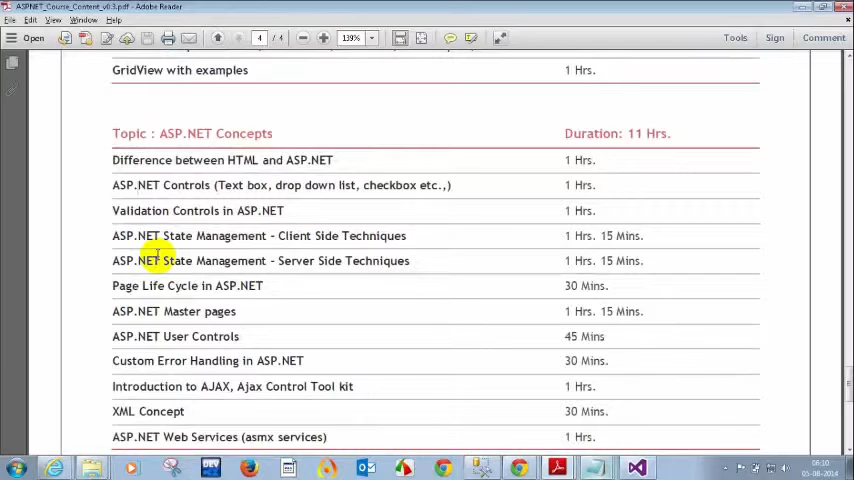 ASPNET_Course_Content_v0.3.pdf - Adobe Reader
File Edit View Window Help
Open 4 / 4 139% Tools Sign Comment
GridView with examples 1 Hrs.
Topic : ASP.NET Concepts Duration: 11 Hrs.
Difference between HTML and ASP.NET 1 Hrs.
ASP.NET Controls (Text box, drop down list, checkbox etc.,) 1 Hrs.
Validation Controls in ASP.NET 1 Hrs.
ASP.NET State Management - Client Side Techniques 1 Hrs. 15 Mins.
ASP.NET State Management - Server Side Techniques 1 Hrs. 15 Mins.
Page Life Cycle in ASP.NET 30 Mins.
ASP.NET Master pages 1 Hrs. 15 Mins.
ASP.NET User Controls 45 Mins
Custom Error Handling in ASP.NET 30 Mins.
Introduction to AJAX, Ajax Control Tool kit 1 Hrs.
XML Concept 30 Mins.
ASP.NET Web Services (asmx services) 1 Hrs.
DEV
06:10
05-08-2014